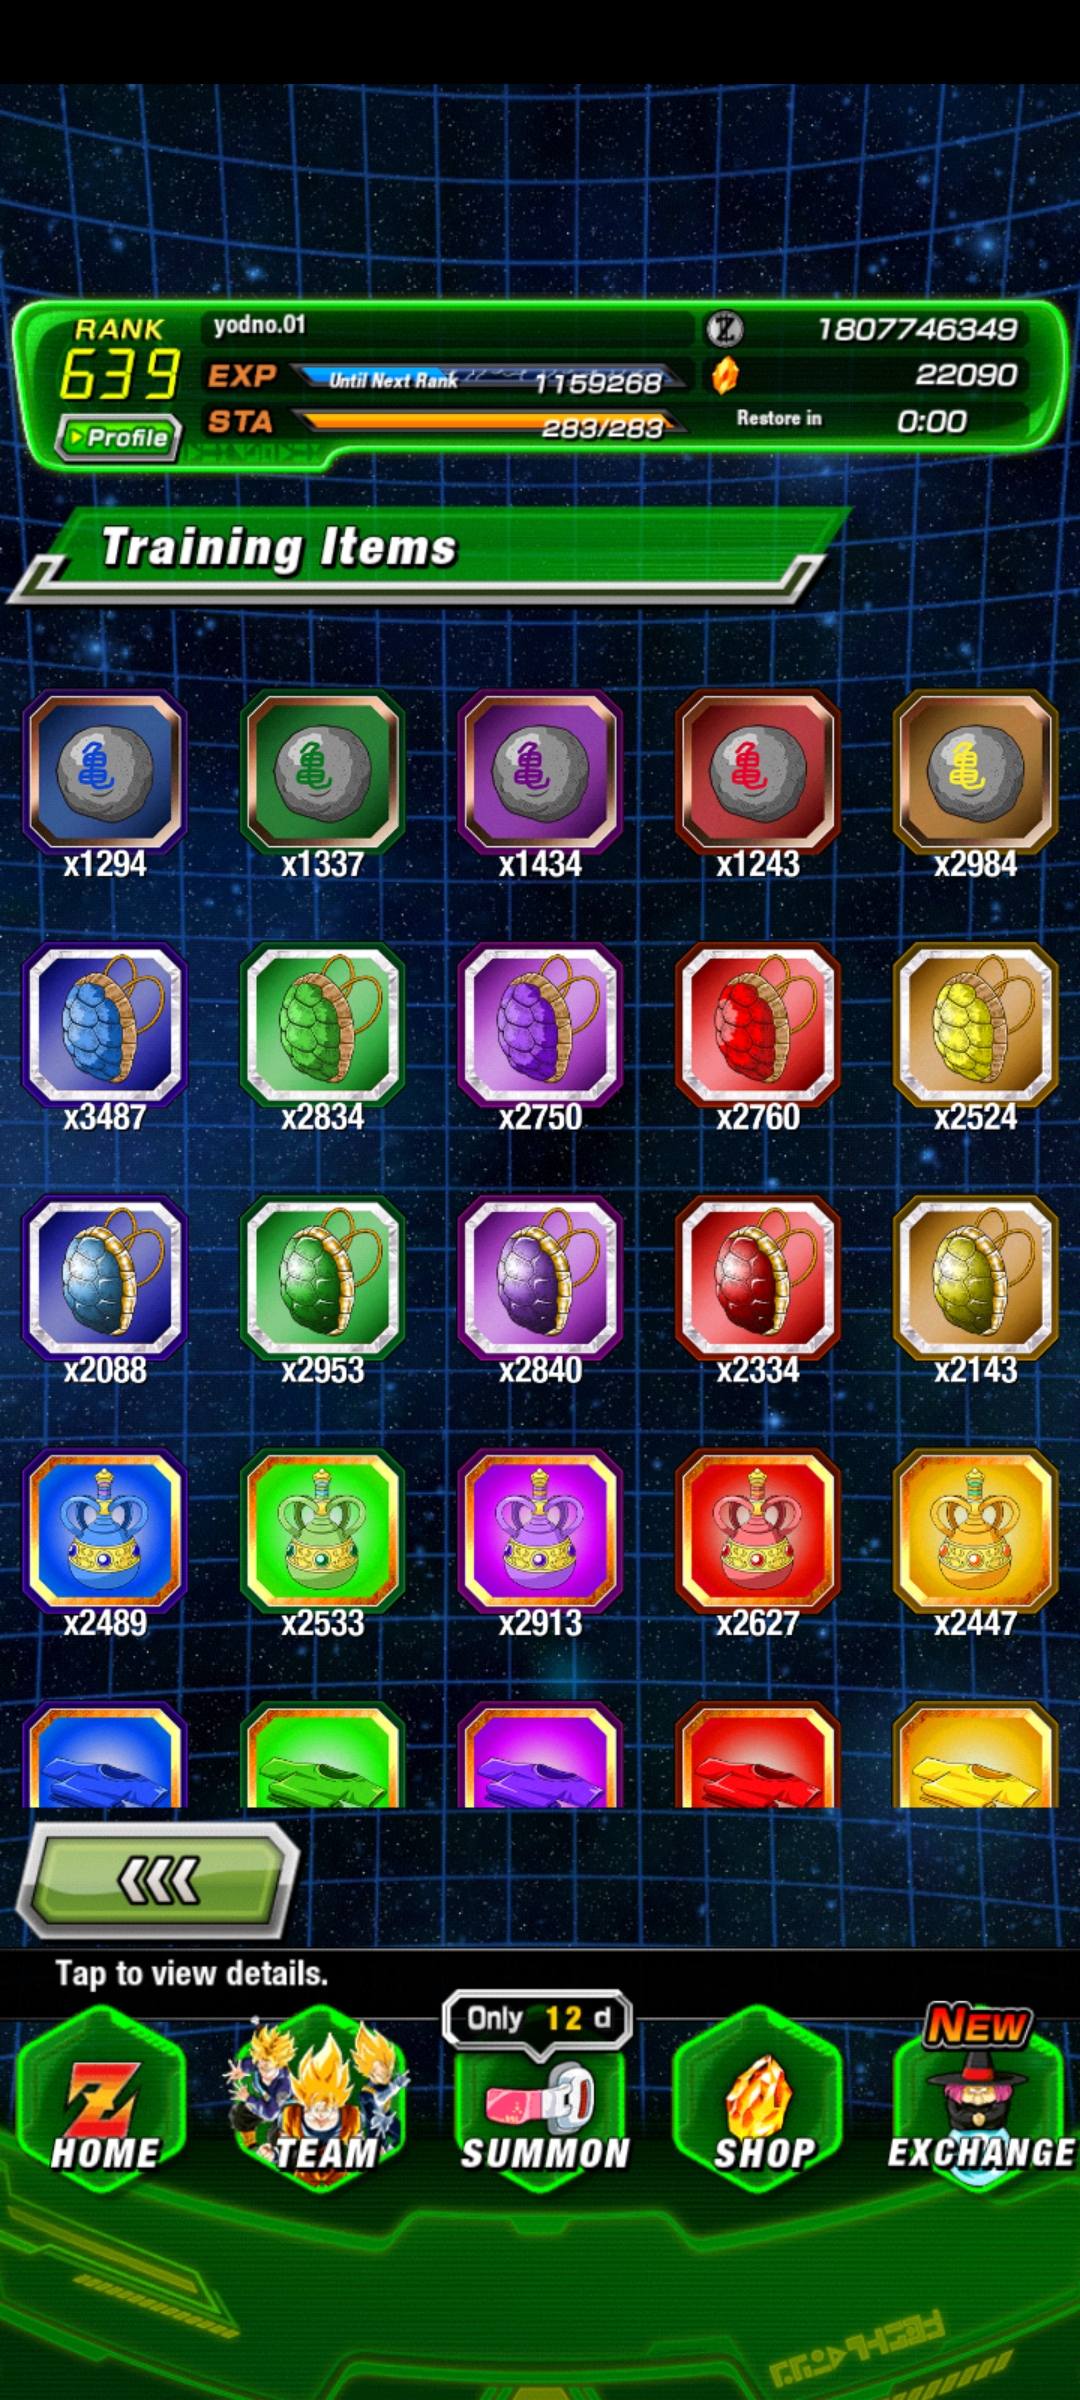 RANK
639
Profile
yodno.01
EXP Until Next Rank 1159268
STA 283/283
Z 1807746349
22090
Restore in 0:00
Training Items
亀 亀 亀 亀 亀
x1294 x1337 x1434 x1243 x2984
x3487 x2834 x2750 x2760 x2524
x2088 x2953 x2840 x2334 x2143
x2489 x2533 x2913 x2627 x2447
Tap to view details.
Only 12 d
NEW
Z
HOME TEAM SUMMON SHOP EXCHANGE